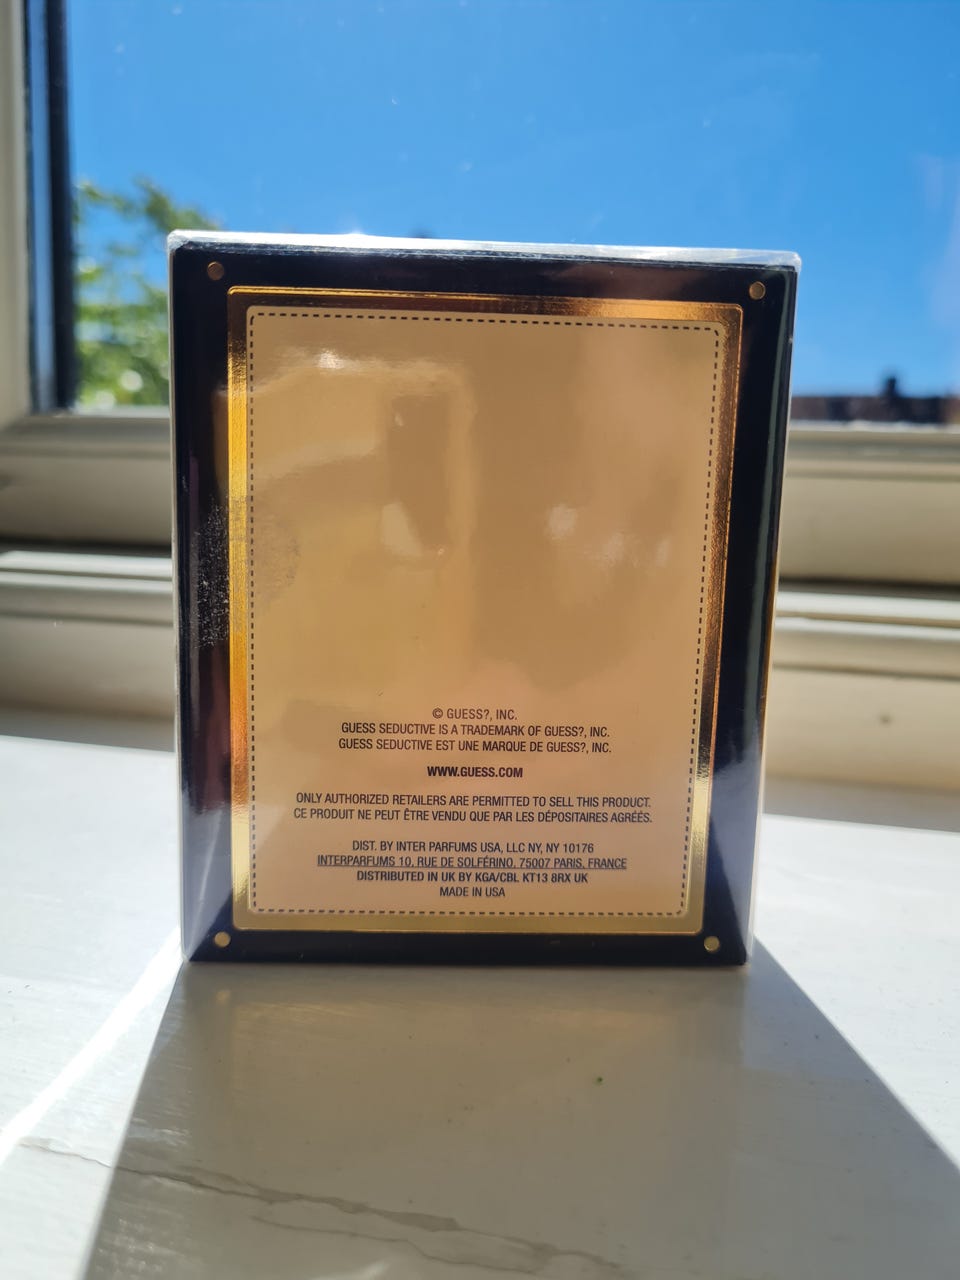 © GUESS?, INC.
GUESS SEDUCTIVE IS A TRADEMARK OF GUESS?, INC.
GUESS SEDUCTIVE EST UNE MARQUE DE GUESS?, INC.
WWW.GUESS.COM
ONLY AUTHORIZED RETAILERS ARE PERMITTED TO SELL THIS PRODUCT.
CE PRODUIT NE PEUT ÊTRE VENDU QUE PAR LES DÉPOSITAIRES AGRÉÉS.
DIST. BY INTER PARFUMS USA, LLC NY, NY 10176
INTERPARFUMS 10, RUE DE SOLFÉRINO, 75007 PARIS, FRANCE
DISTRIBUTED IN UK BY KGA/CBL KT13 8RX UK
MADE IN USA